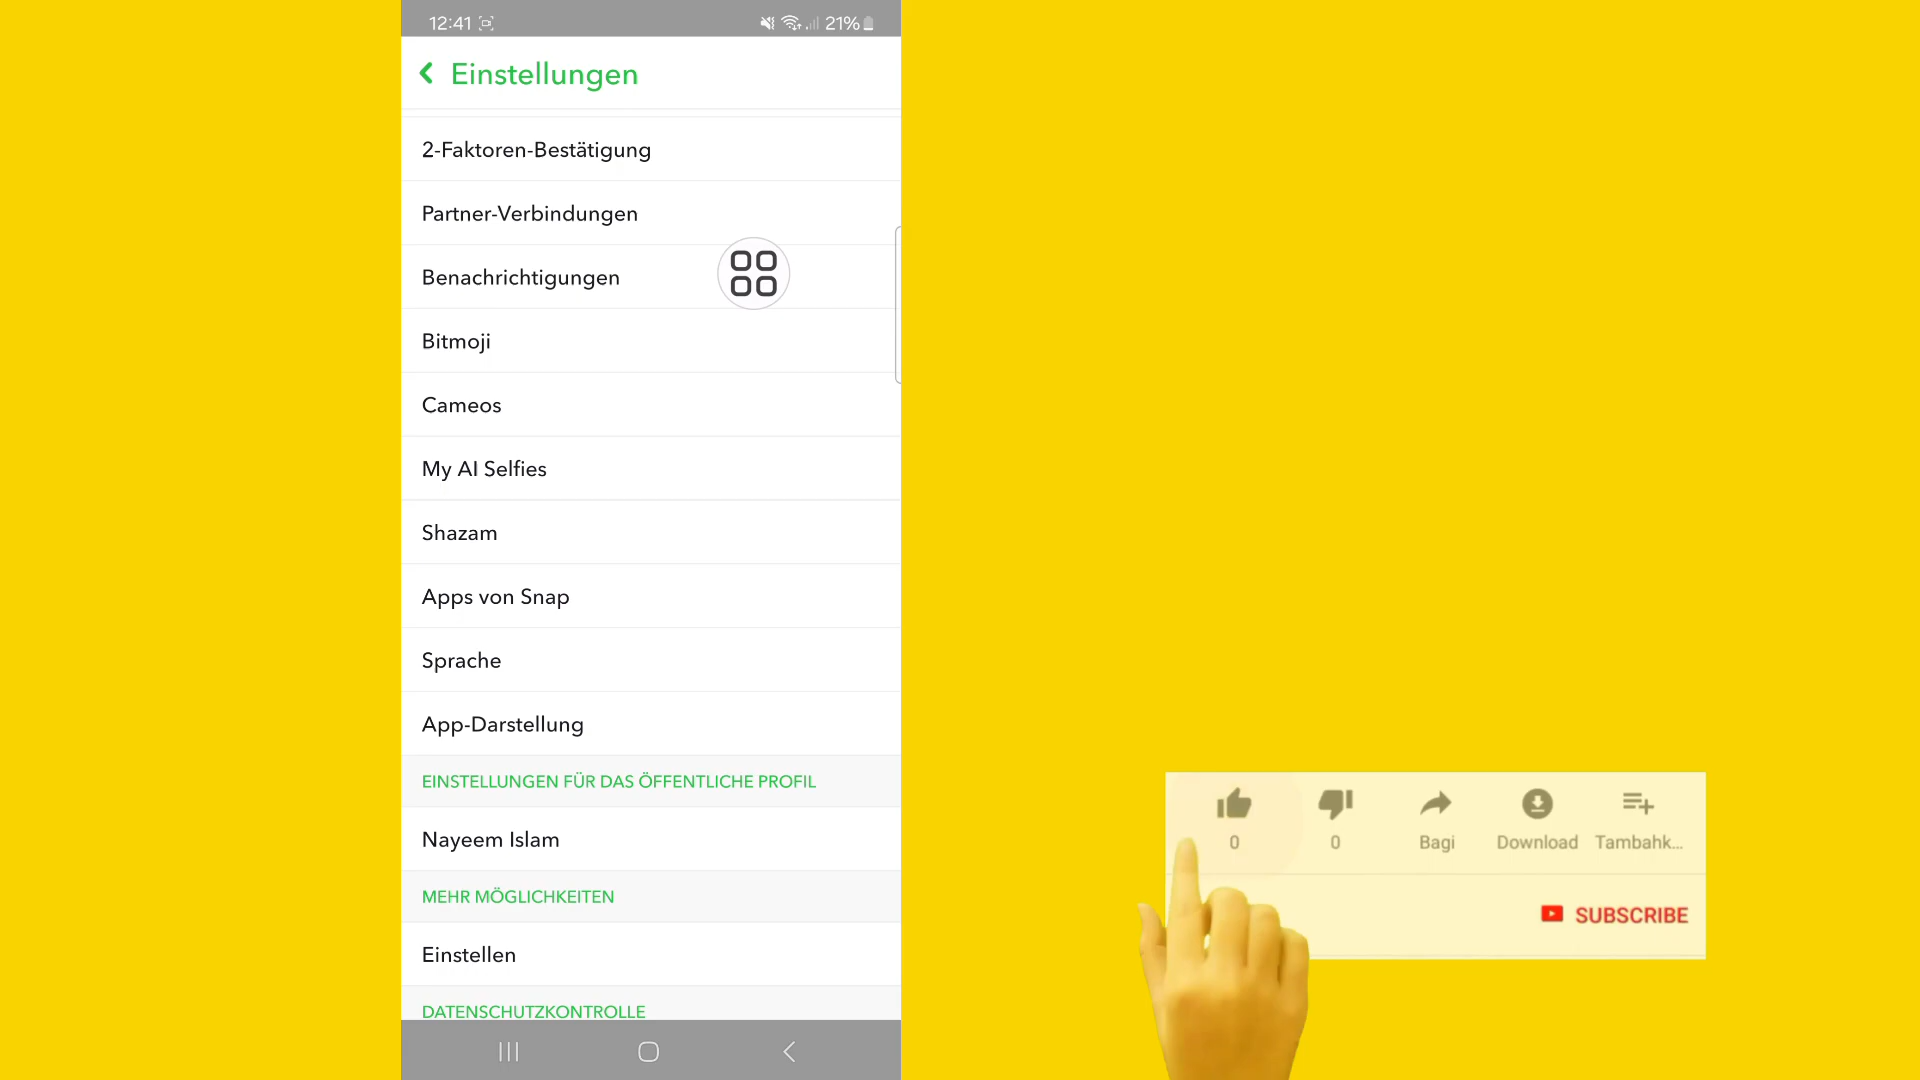 12:41
21%
Einstellungen
2-Faktoren-Bestätigung
Partner-Verbindungen
Benachrichtigungen
Bitmoji
Cameos
My AI Selfies
Shazam
Apps von Snap
Sprache
App-Darstellung
EINSTELLUNGEN FÜR DAS ÖFFENTLICHE PROFIL
Nayeem Islam
MEHR MÖGLICHKEITEN
Einstellen
DATENSCHUTZKONTROLLE
0 0 Bagi Download Tambahk...
SUBSCRIBE